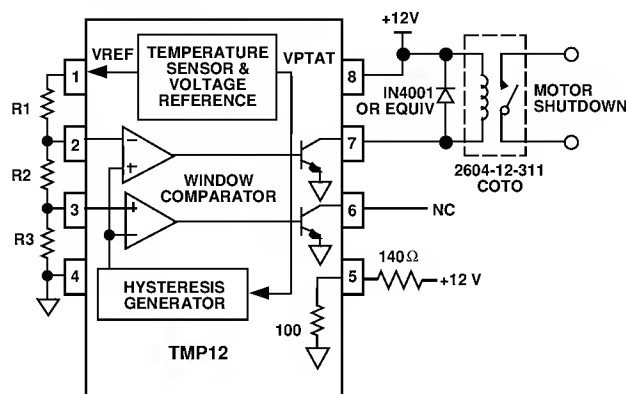 +12V
VREF
TEMPERATURE
SENSOR &
VOLTAGE
REFERENCE
VPTAT
1
8
R1
IN4001
OR EQUIV
MOTOR
SHUTDOWN
2
7
R2
WINDOW
COMPARATOR
2604-12-311
COTO
3
6
NC
R3
4
5
140Ω
+12 V
HYSTERESIS
GENERATOR
100
TMP12